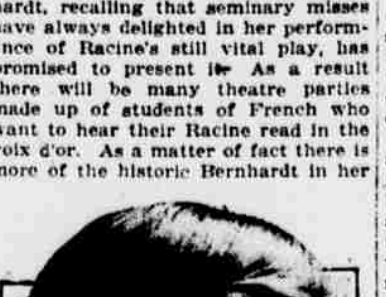 hardt, recalling that seminary misses
have always delighted in her perform-
ance of Racine's still vital play, has
promised to present it. As a result
there will be many theatre parties
made up of students of French who
want to hear their Racine read in the
voix d'or. As a matter of fact there is
more of the historic Bernhardt in her